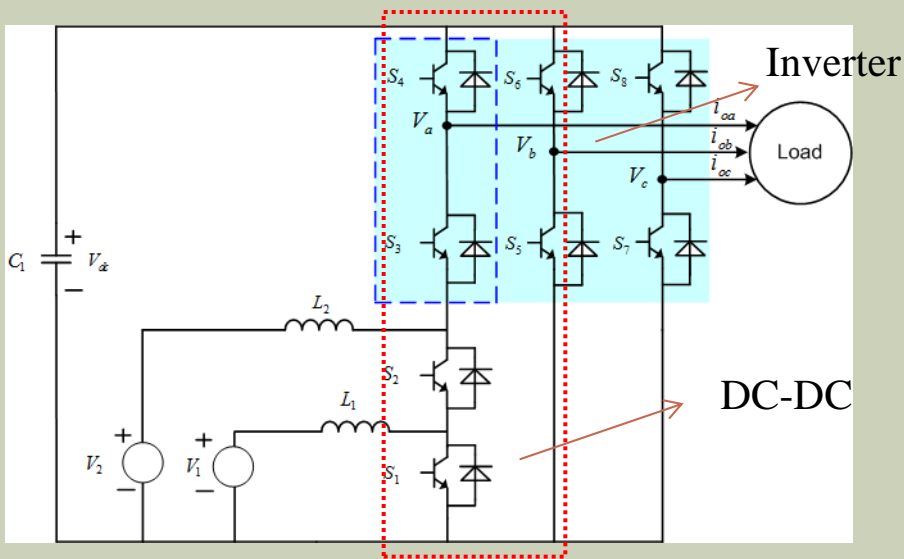 Inverter
S4
S6
S8
ioa
Va
iob
Load
Vb
ioc
Vc
C1
+
Vdc
−
S3
S5
S7
L2
S2
L1
DC-DC
+
V2
−
+
V1
−
S1